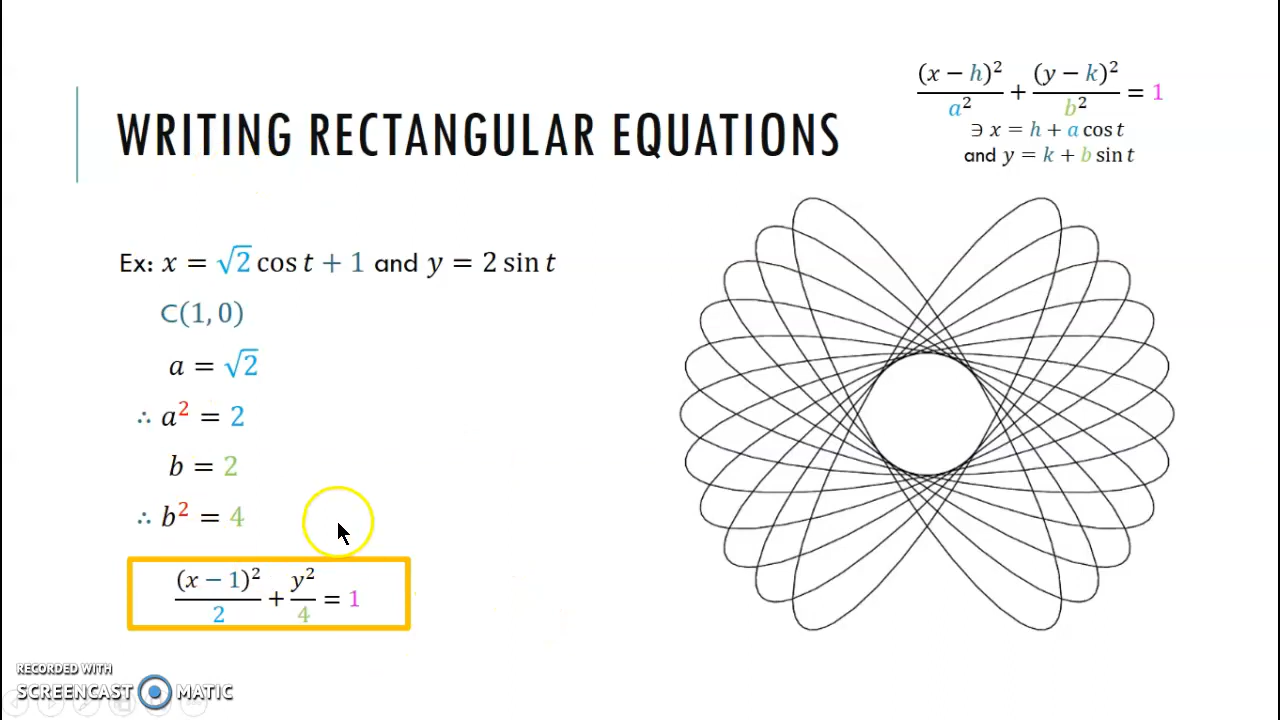 WRITING RECTANGULAR EQUATIONS
(x − h)²/a² + (y − k)²/b² = 1
∋ x = h + a cos t
and y = k + b sin t
Ex: x = √2 cos t + 1 and y = 2 sin t
C(1, 0)
a = √2
∴ a² = 2
b = 2
∴ b² = 4
(x − 1)²/2 + y²/4 = 1
RECORDED WITH
SCREENCAST MATIC